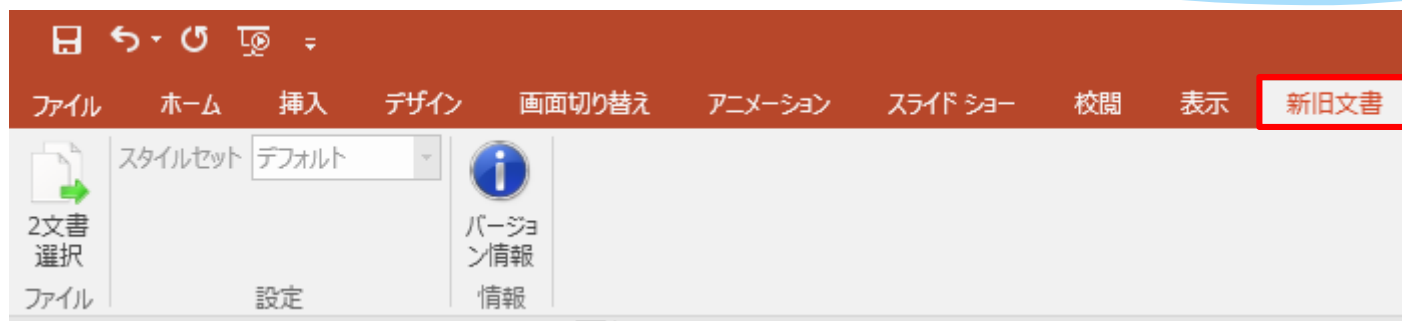 ファイル ホーム 挿入 デザイン 画面切り替え アニメーション スライド ショー 校閲 表示 新旧文書
スタイルセット デフォルト
2文書
選択
バージョ
ン情報
ファイル 設定 情報